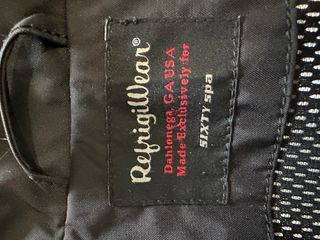 RefrigiWear®
Dahlonega, GA USA
Made Exclusively for
SIXTY spa